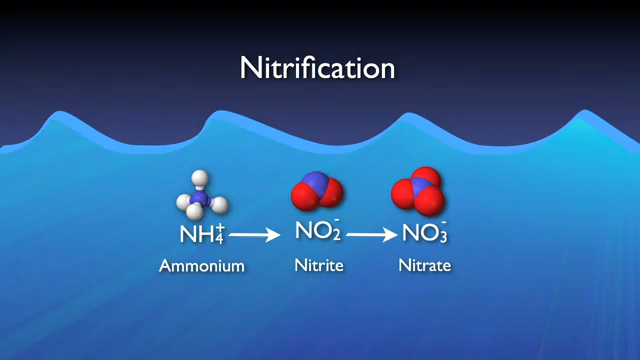 Nitrification
NH₄⁺ → NO₂⁻ → NO₃⁻
Ammonium Nitrite Nitrate